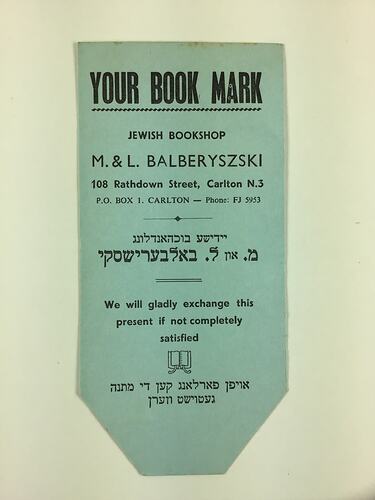 YOUR BOOK MARK
JEWISH BOOKSHOP
M. & L. BALBERYSZSKI
108 Rathdown Street, Carlton N.3
P.O. BOX 1. CARLTON — Phone: FJ 5953
יידישע בוכהאנדלונג
מ. און ל. באלבערישסקי
We will gladly exchange this
present if not completely
satisfied
אויפן פארלאנג קען די מתנה
געטוישט ווערן